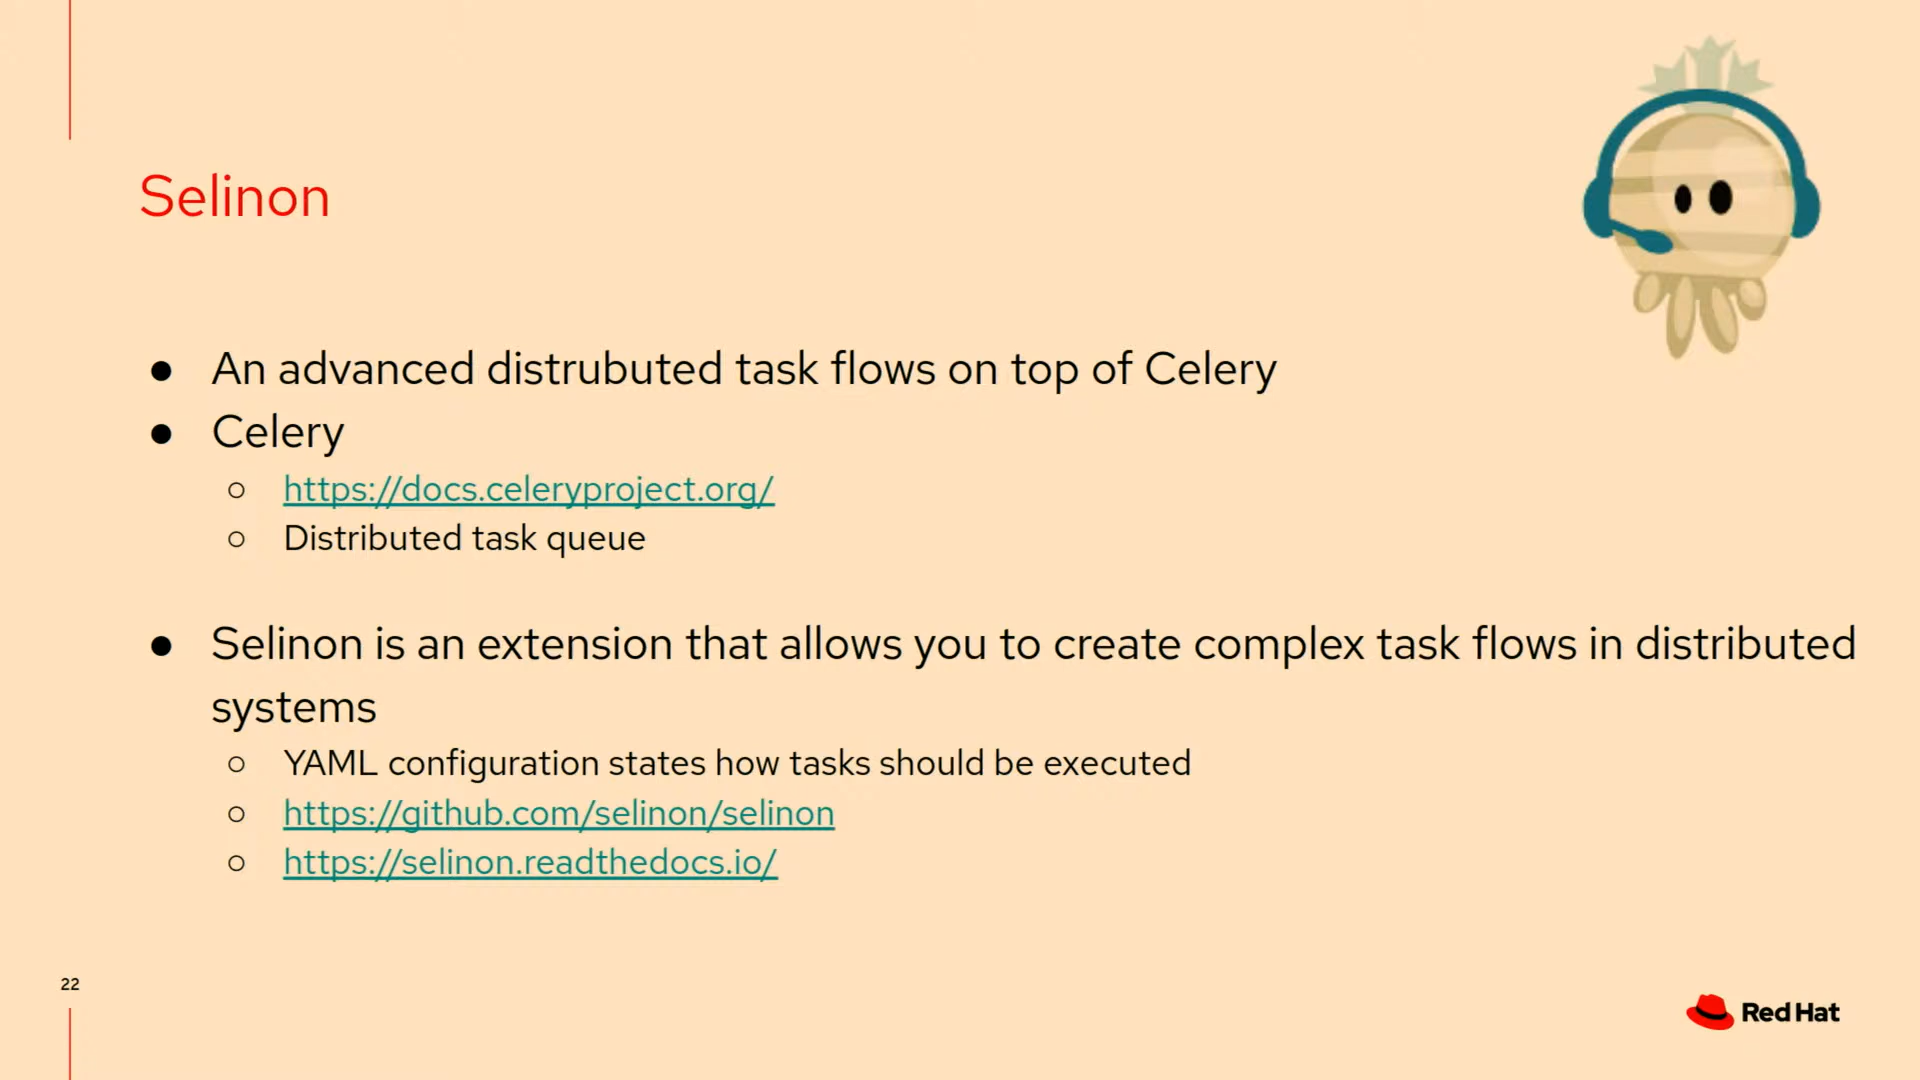 Selinon
● An advanced distrubuted task flows on top of Celery
● Celery
○ https://docs.celeryproject.org/
○ Distributed task queue
● Selinon is an extension that allows you to create complex task flows in distributed
systems
○ YAML configuration states how tasks should be executed
○ https://github.com/selinon/selinon
○ https://selinon.readthedocs.io/
22
Red Hat